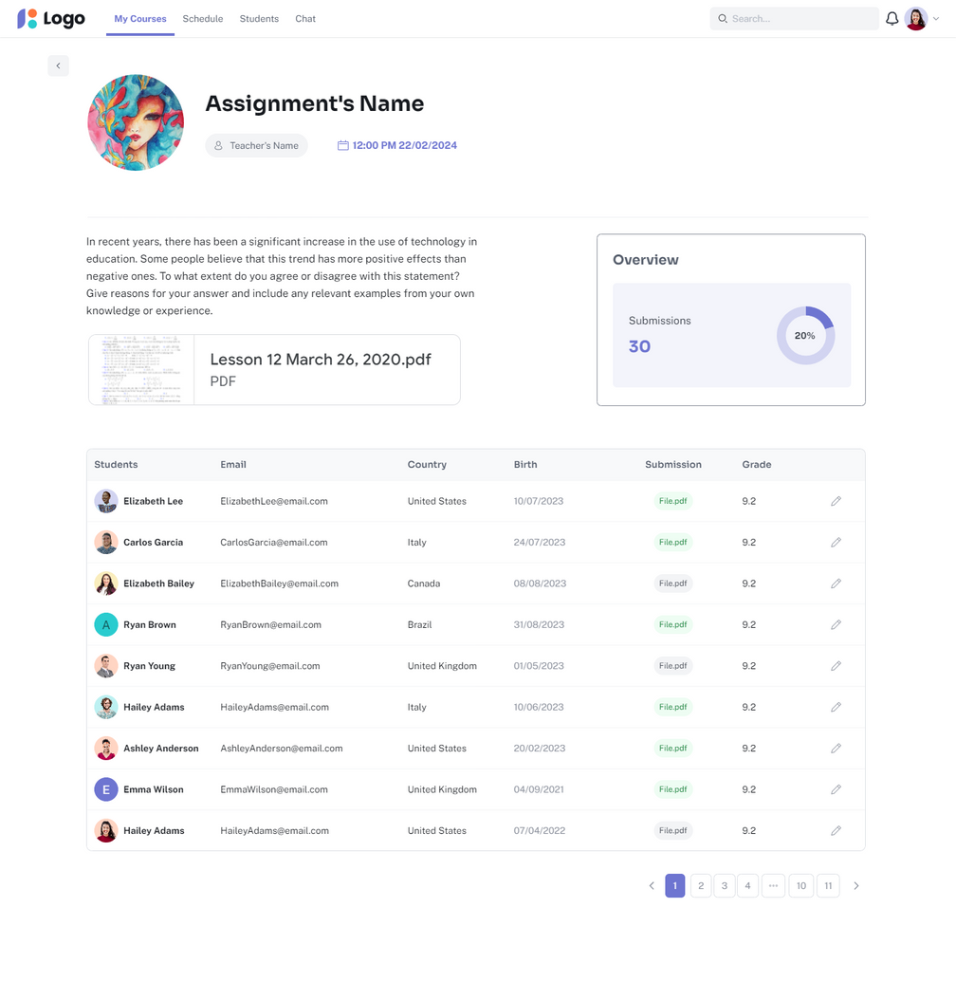 Logo
My Courses Schedule Students Chat
Search...
Assignment's Name
Teacher's Name
12:00 PM 22/02/2024
In recent years, there has been a significant increase in the use of technology in
education. Some people believe that this trend has more positive effects than
negative ones. To what extent do you agree or disagree with this statement?
Give reasons for your answer and include any relevant examples from your own
knowledge or experience.
Lesson 12 March 26, 2020.pdf
PDF
Overview
Submissions
30
20%
Students Email Country Birth Submission Grade
Elizabeth Lee ElizabethLee@email.com United States 10/07/2023 File.pdf 9.2
Carlos Garcia CarlosGarcia@email.com Italy 24/07/2023 File.pdf 9.2
Elizabeth Bailey ElizabethBailey@email.com Canada 08/08/2023 File.pdf 9.2
A Ryan Brown RyanBrown@email.com Brazil 31/08/2023 File.pdf 9.2
Ryan Young RyanYoung@email.com United Kingdom 01/05/2023 File.pdf 9.2
Hailey Adams HaileyAdams@email.com Italy 10/06/2023 File.pdf 9.2
Ashley Anderson AshleyAnderson@email.com United States 20/02/2023 File.pdf 9.2
E Emma Wilson EmmaWilson@email.com United Kingdom 04/09/2021 File.pdf 9.2
Hailey Adams HaileyAdams@email.com United States 07/04/2022 File.pdf 9.2
1 2 3 4 ... 10 11